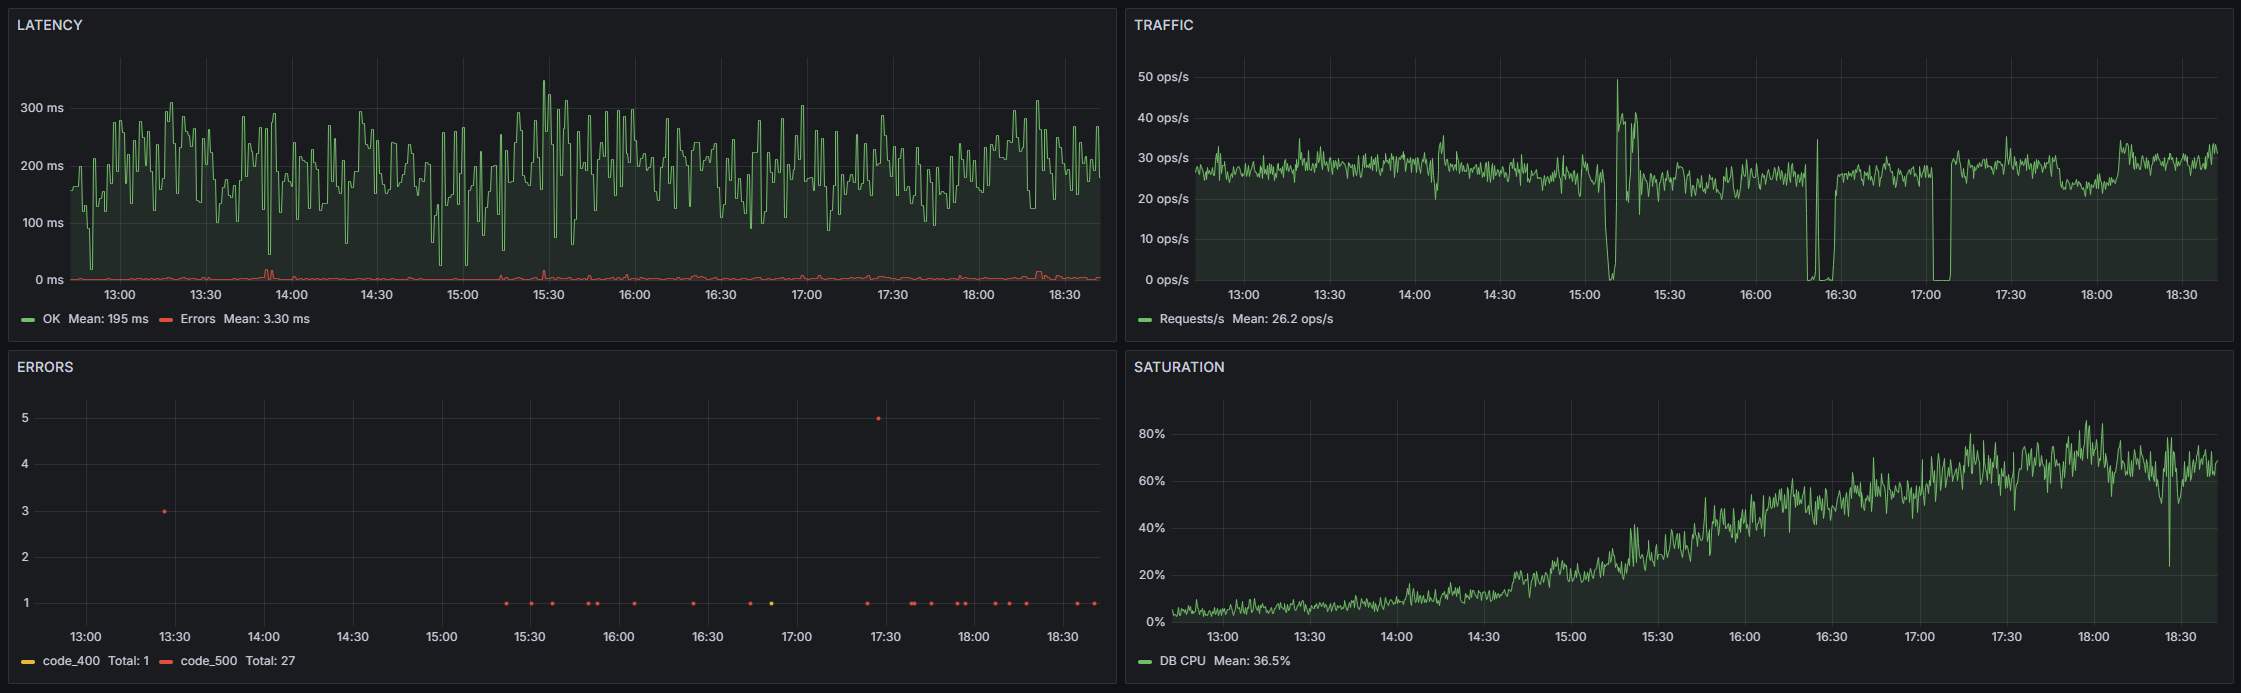 LATENCY
300 ms
200 ms
100 ms
0 ms
13:00 13:30 14:00 14:30 15:00 15:30 16:00 16:30 17:00 17:30 18:00 18:30
OK Mean: 195 ms Errors Mean: 3.30 ms
TRAFFIC
50 ops/s
40 ops/s
30 ops/s
20 ops/s
10 ops/s
0 ops/s
13:00 13:30 14:00 14:30 15:00 15:30 16:00 16:30 17:00 17:30 18:00 18:30
Requests/s Mean: 26.2 ops/s
ERRORS
5
4
3
2
1
13:00 13:30 14:00 14:30 15:00 15:30 16:00 16:30 17:00 17:30 18:00 18:30
code_400 Total: 1 code_500 Total: 27
SATURATION
80%
60%
40%
20%
0%
13:00 13:30 14:00 14:30 15:00 15:30 16:00 16:30 17:00 17:30 18:00 18:30
DB CPU Mean: 36.5%